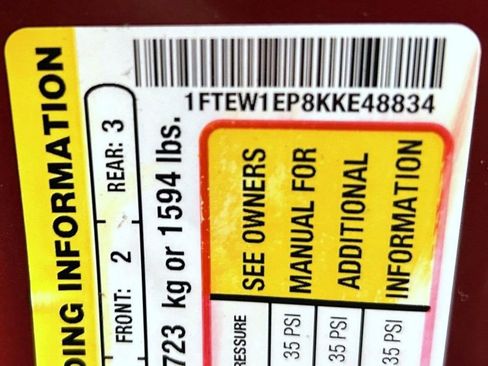 1FTEW1EP8KKE48834
DING INFORMATION
FRONT: 2 REAR: 3
723 kg or 1594 lbs.
SEE OWNERS
MANUAL FOR
ADDITIONAL
INFORMATION
RESSURE
35 PSI
35 PSI
35 PSI